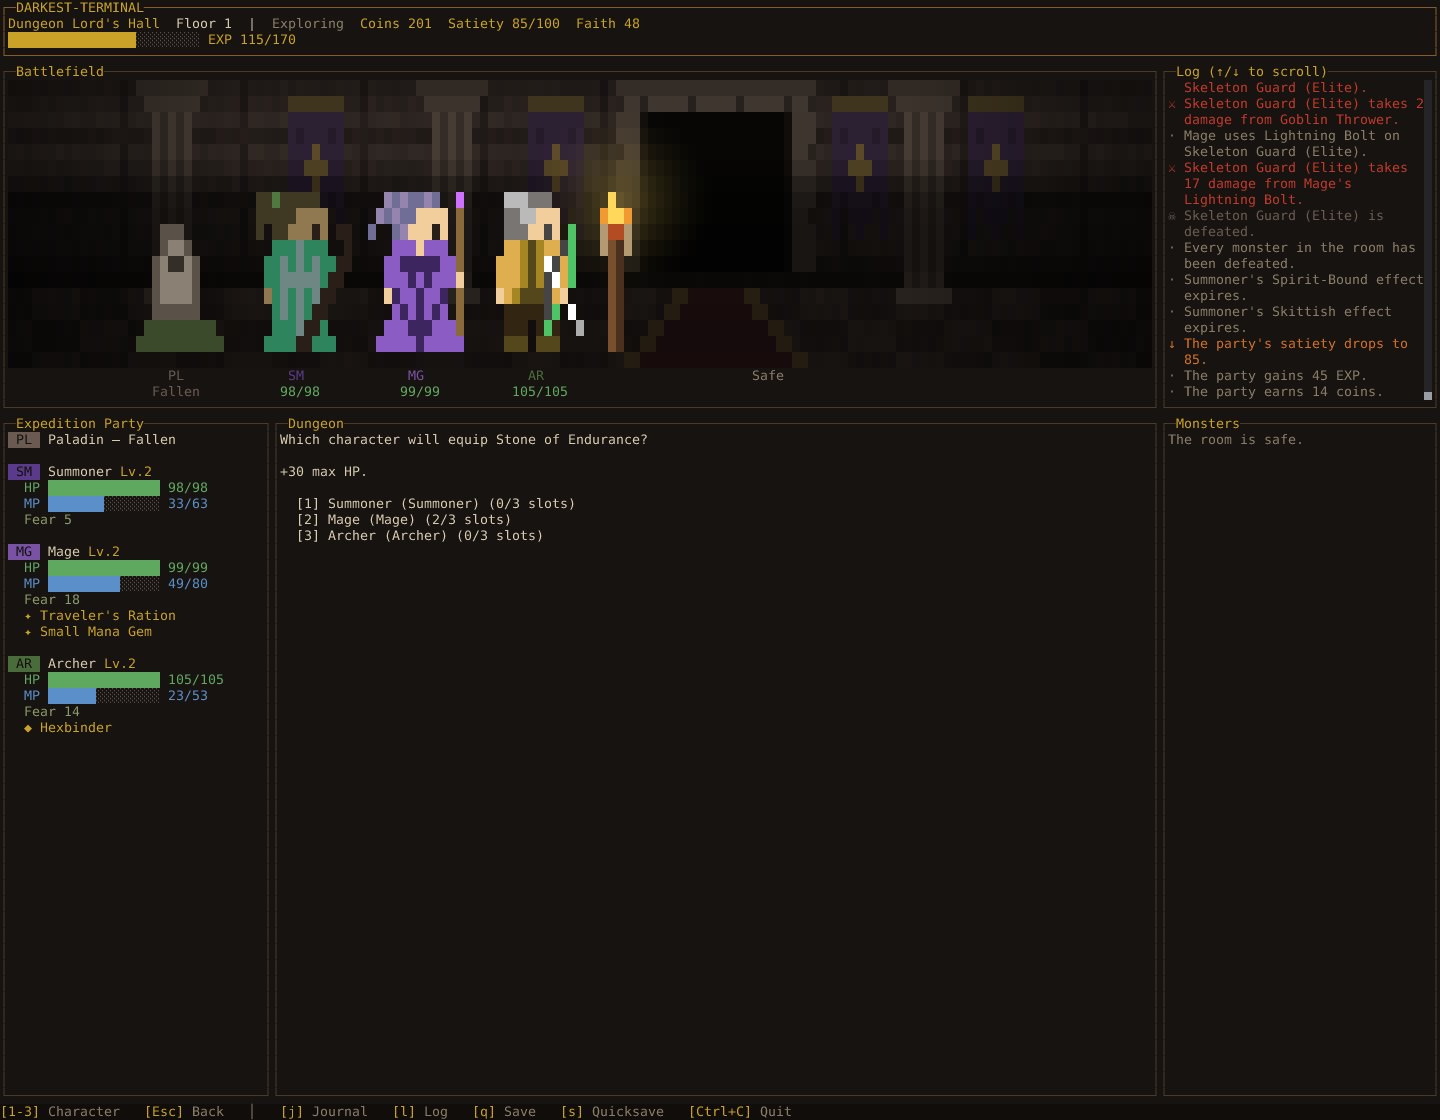 DARKEST-TERMINAL
Dungeon Lord's Hall Floor 1 | Exploring Coins 201 Satiety 85/100 Faith 48
EXP 115/170
Battlefield
PL
Fallen
SM
98/98
MG
99/99
AR
105/105
Safe
Log (↑/↓ to scroll)
Skeleton Guard (Elite).
⚔ Skeleton Guard (Elite) takes 2
damage from Goblin Thrower.
· Mage uses Lightning Bolt on
Skeleton Guard (Elite).
⚔ Skeleton Guard (Elite) takes
17 damage from Mage's
Lightning Bolt.
☠ Skeleton Guard (Elite) is
defeated.
· Every monster in the room has
been defeated.
· Summoner's Spirit-Bound effect
expires.
· Summoner's Skittish effect
expires.
↓ The party's satiety drops to
85.
· The party gains 45 EXP.
· The party earns 14 coins.
Expedition Party
PL Paladin — Fallen
SM Summoner Lv.2
HP 98/98
MP 33/63
Fear 5
MG Mage Lv.2
HP 99/99
MP 49/80
Fear 18
✦ Traveler's Ration
✦ Small Mana Gem
AR Archer Lv.2
HP 105/105
MP 23/53
Fear 14
◆ Hexbinder
Dungeon
Which character will equip Stone of Endurance?
+30 max HP.
[1] Summoner (Summoner) (0/3 slots)
[2] Mage (Mage) (2/3 slots)
[3] Archer (Archer) (0/3 slots)
Monsters
The room is safe.
[1-3] Character [Esc] Back | [j] Journal [l] Log [q] Save [s] Quicksave [Ctrl+C] Quit